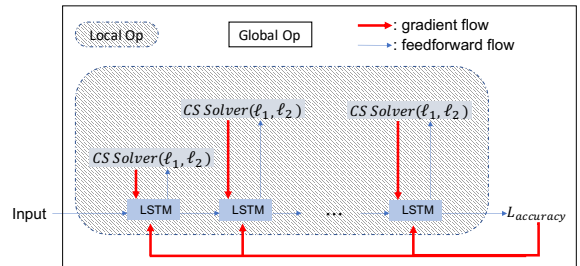 Local Op
Global Op
: gradient flow
: feedforward flow
CS Solver(ℓ₁, ℓ₂)
CS Solver(ℓ₁, ℓ₂)
CS Solver(ℓ₁, ℓ₂)
Input
LSTM
LSTM
...
LSTM
L_accuracy